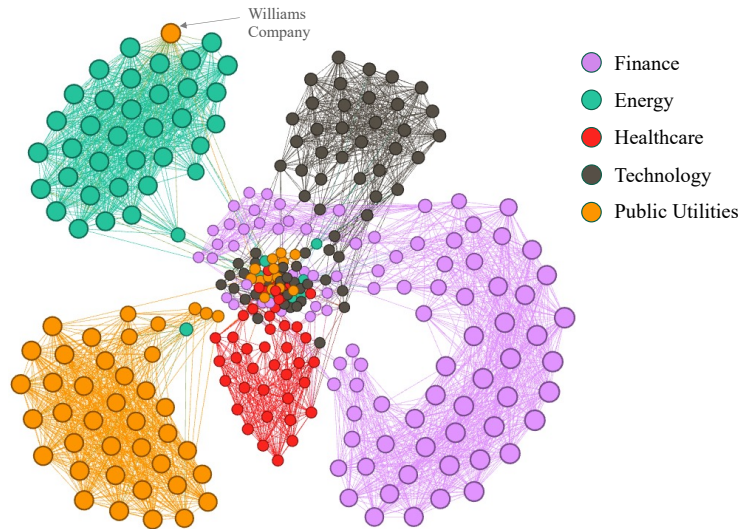 Williams
Company
Finance
Energy
Healthcare
Technology
Public Utilities